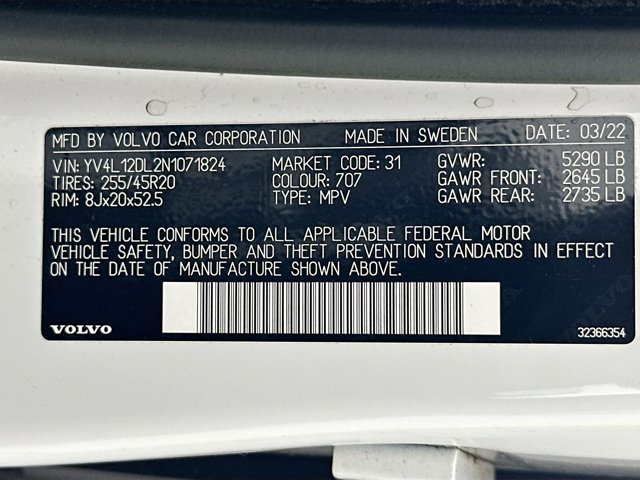 MFD BY VOLVO CAR CORPORATION MADE IN SWEDEN DATE: 03/22
VIN: YV4L12DL2N1071824 MARKET CODE: 31 GVWR: 5290 LB
TIRES: 255/45R20 COLOUR: 707 GAWR FRONT: 2645 LB
RIM: 8Jx20x52.5 TYPE: MPV GAWR REAR: 2735 LB
THIS VEHICLE CONFORMS TO ALL APPLICABLE FEDERAL MOTOR
VEHICLE SAFETY, BUMPER AND THEFT PREVENTION STANDARDS IN EFFECT
ON THE DATE OF MANUFACTURE SHOWN ABOVE.
VOLVO 32366354